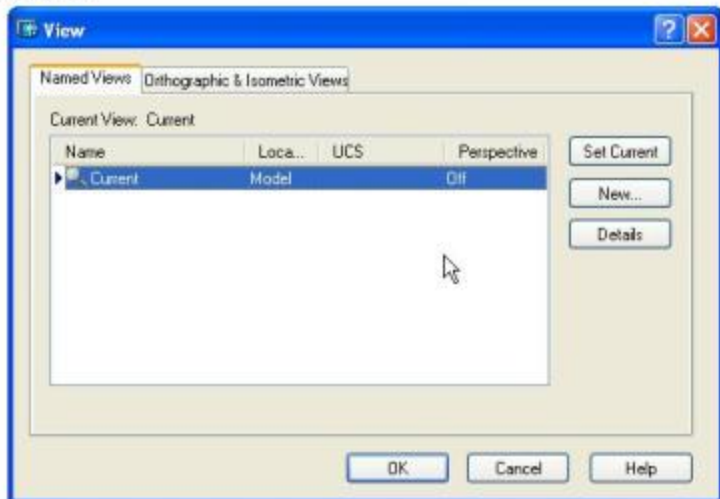 View
Named Views Orthographic & Isometric Views
Current View: Current
Name Loca... UCS Perspective
Current Model Off
Set Current
New...
Details
OK Cancel Help